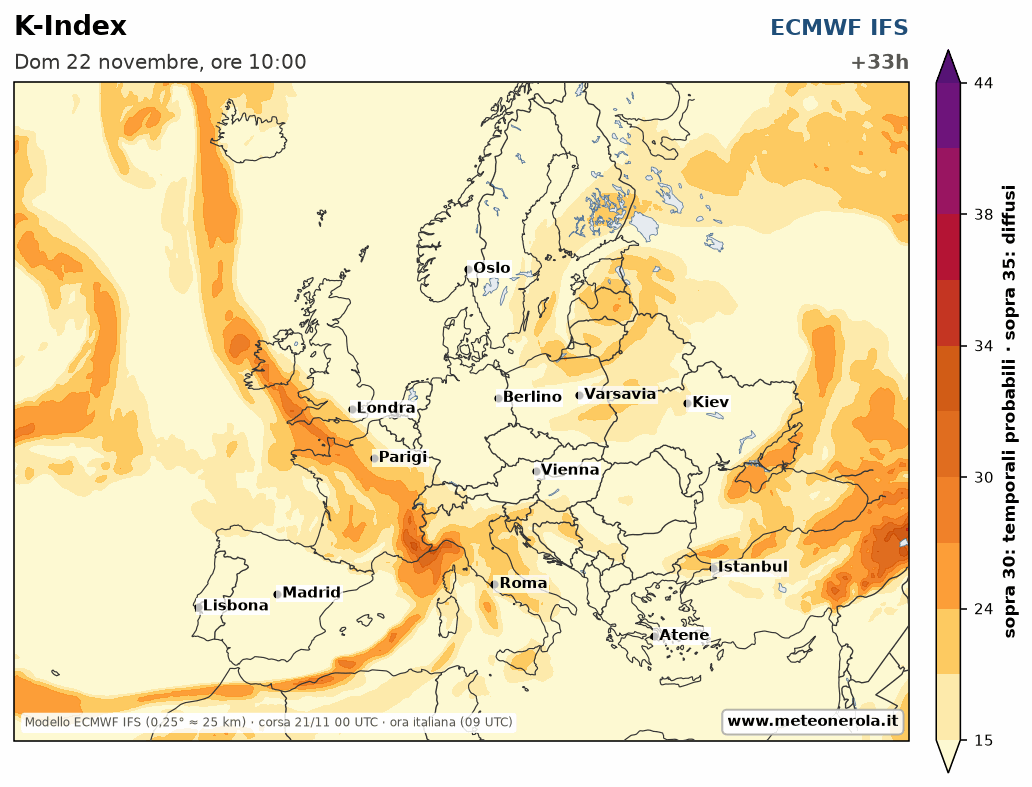 K-Index
ECMWF IFS
Dom 22 novembre, ore 10:00
+33h
44
38
34
30
24
15
sopra 30: temporali probabili · sopra 35: diffusi
Oslo
Londra
Berlino
Varsavia
Kiev
Parigi
Vienna
Istanbul
Roma
Madrid
Lisbona
Atene
Modello ECMWF IFS (0,25° ≈ 25 km) · corsa 21/11 00 UTC · ora italiana (09 UTC)
www.meteonerola.it